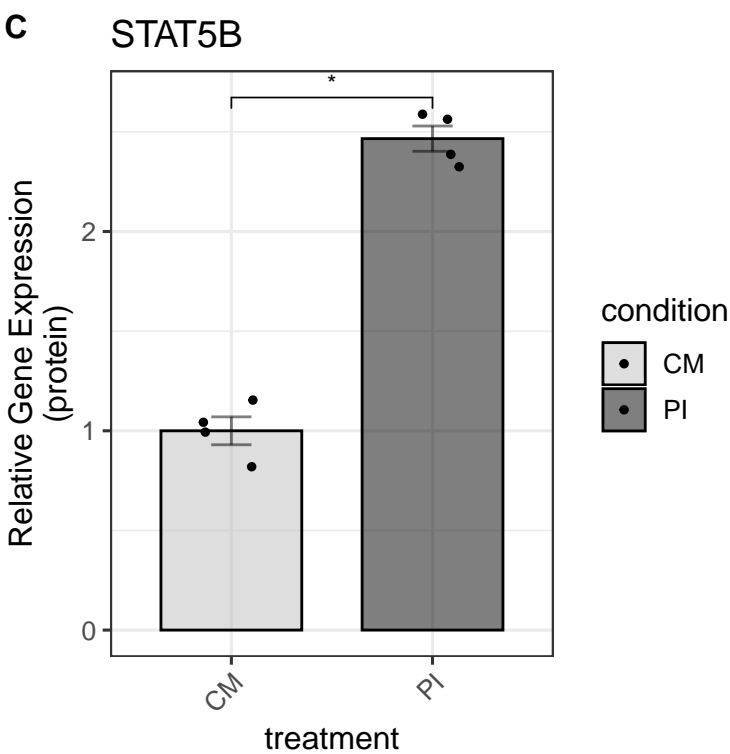 C
STAT5B
*
Relative Gene Expression
(protein)
2
1
0
CM
PI
treatment
condition
CM
PI